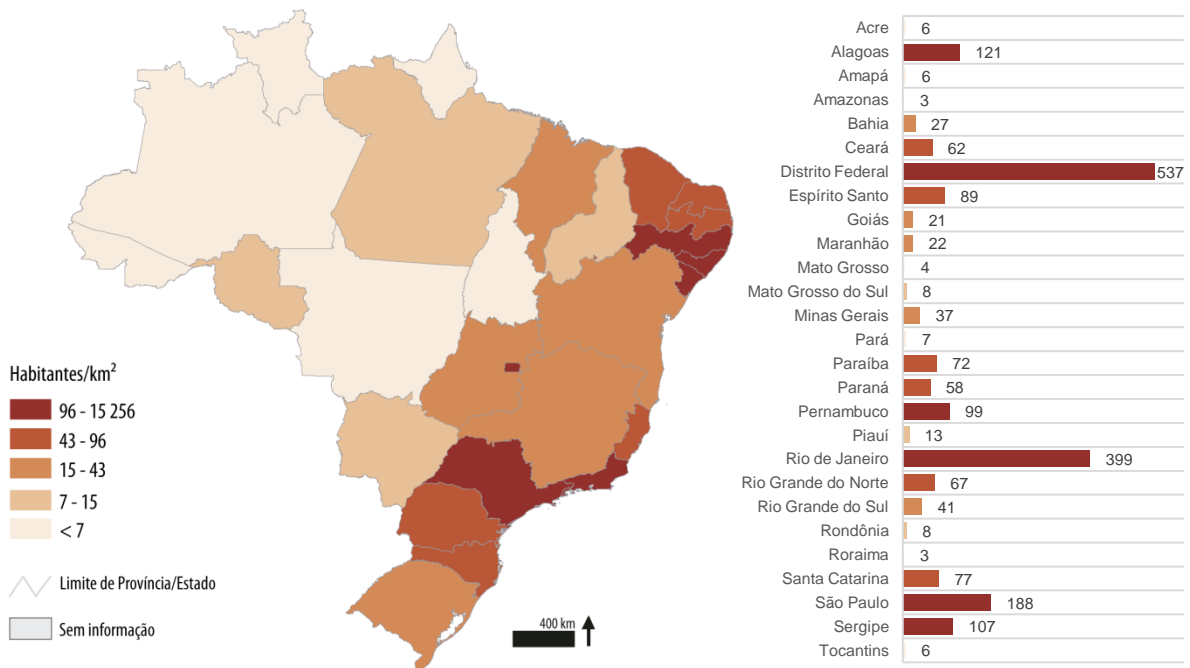 Habitantes/km²
96 - 15 256
43 - 96
15 - 43
7 - 15
< 7
Limite de Província/Estado
Sem informação
400 km
Acre 6
Alagoas 121
Amapá 6
Amazonas 3
Bahia 27
Ceará 62
Distrito Federal 537
Espírito Santo 89
Goiás 21
Maranhão 22
Mato Grosso 4
Mato Grosso do Sul 8
Minas Gerais 37
Pará 7
Paraíba 72
Paraná 58
Pernambuco 99
Piauí 13
Rio de Janeiro 399
Rio Grande do Norte 67
Rio Grande do Sul 41
Rondônia 8
Roraima 3
Santa Catarina 77
São Paulo 188
Sergipe 107
Tocantins 6